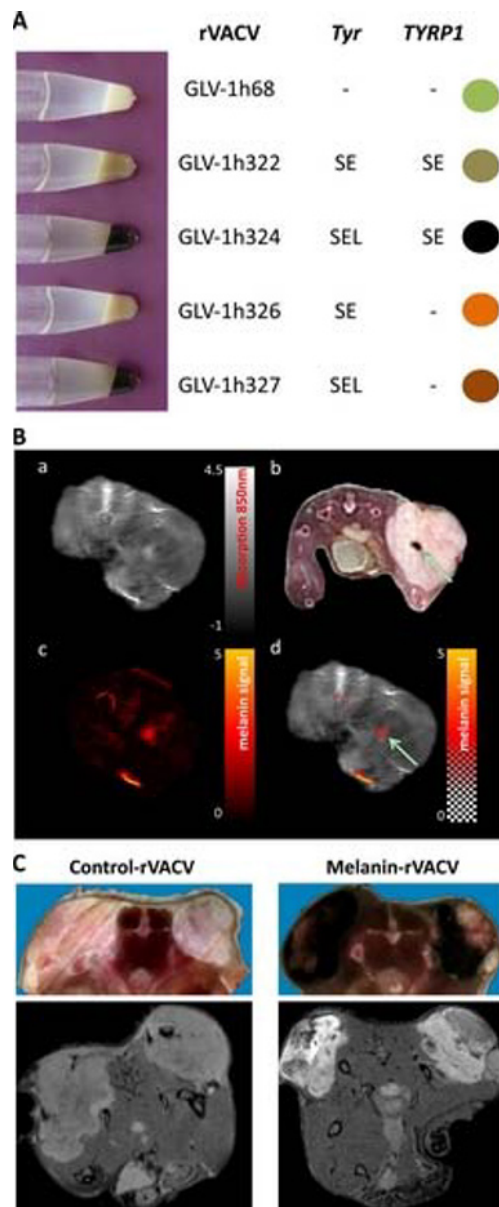 A
rVACV Tyr TYRP1
GLV-1h68 - -
GLV-1h322 SE SE
GLV-1h324 SEL SE
GLV-1h326 SE -
GLV-1h327 SEL -
B
a
4.5
absorption 850nm
-1
b
c
5
melanin signal
0
d
5
melanin signal
0
C
Control-rVACV Melanin-rVACV